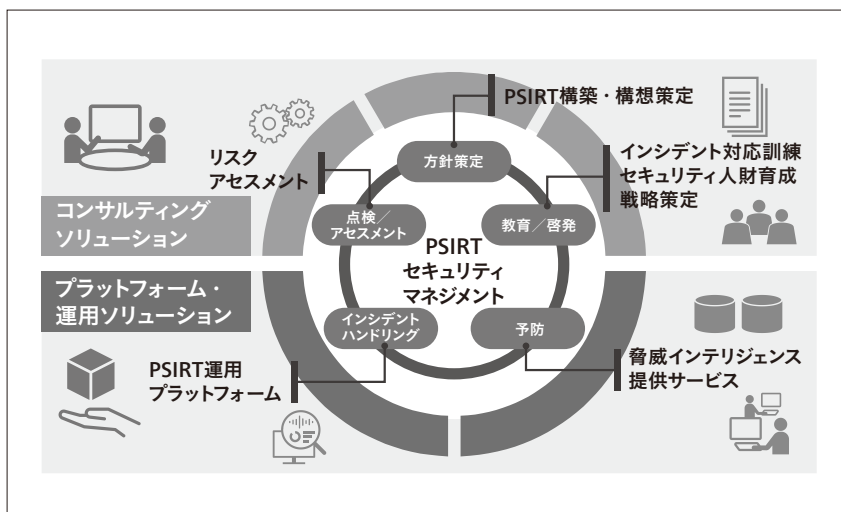 PSIRT構築・構想策定
リスク
アセスメント
方針策定
インシデント対応訓練
セキュリティ人財育成
戦略策定
コンサルティング
ソリューション
点検／
アセスメント
教育／啓発
PSIRT
セキュリティ
マネジメント
プラットフォーム・
運用ソリューション
インシデント
ハンドリング
予防
PSIRT運用
プラットフォーム
脅威インテリジェンス
提供サービス